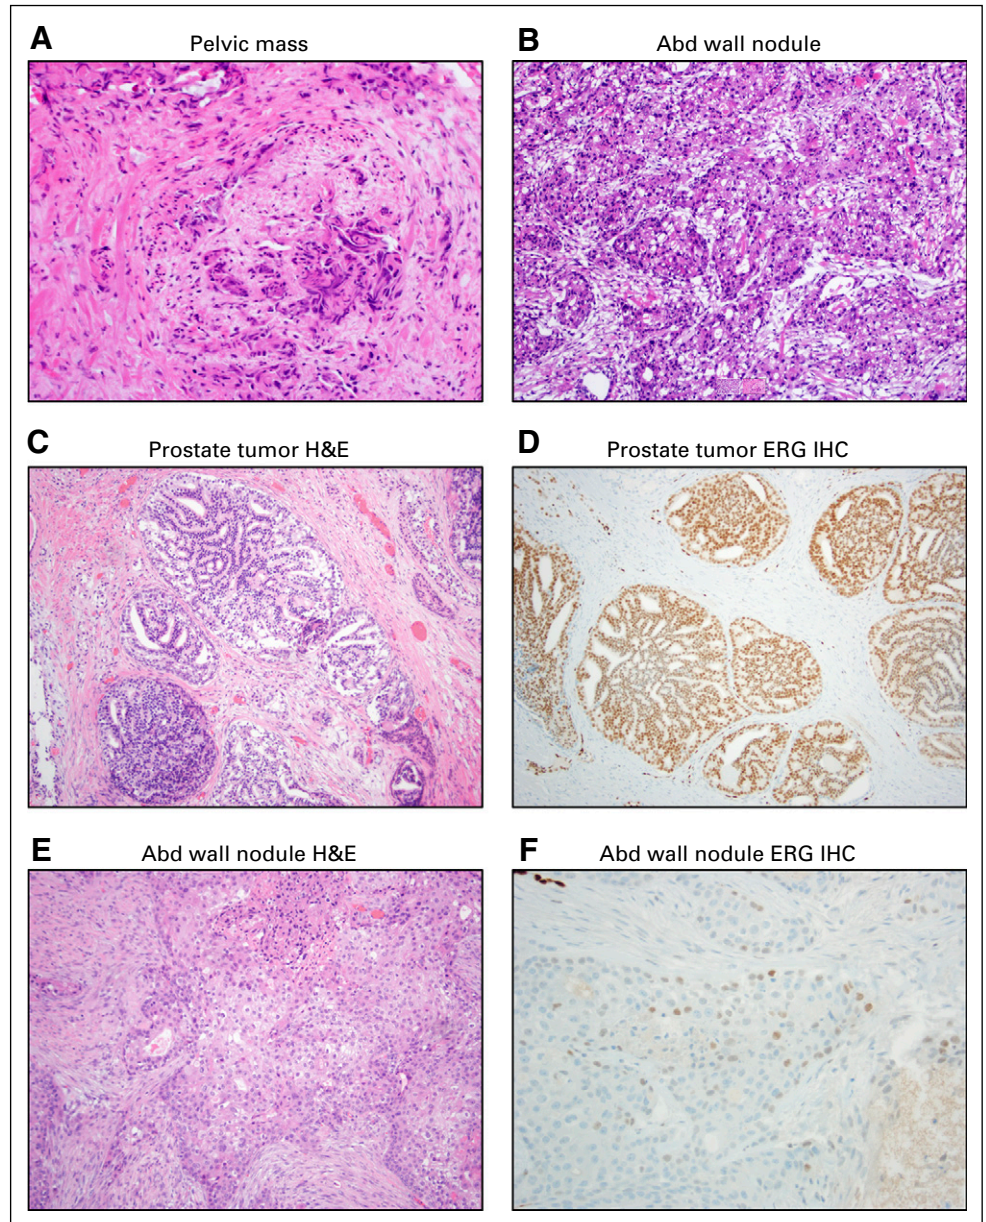 A
Pelvic mass
B
Abd wall nodule
C
Prostate tumor H&E
D
Prostate tumor ERG IHC
E
Abd wall nodule H&E
F
Abd wall nodule ERG IHC